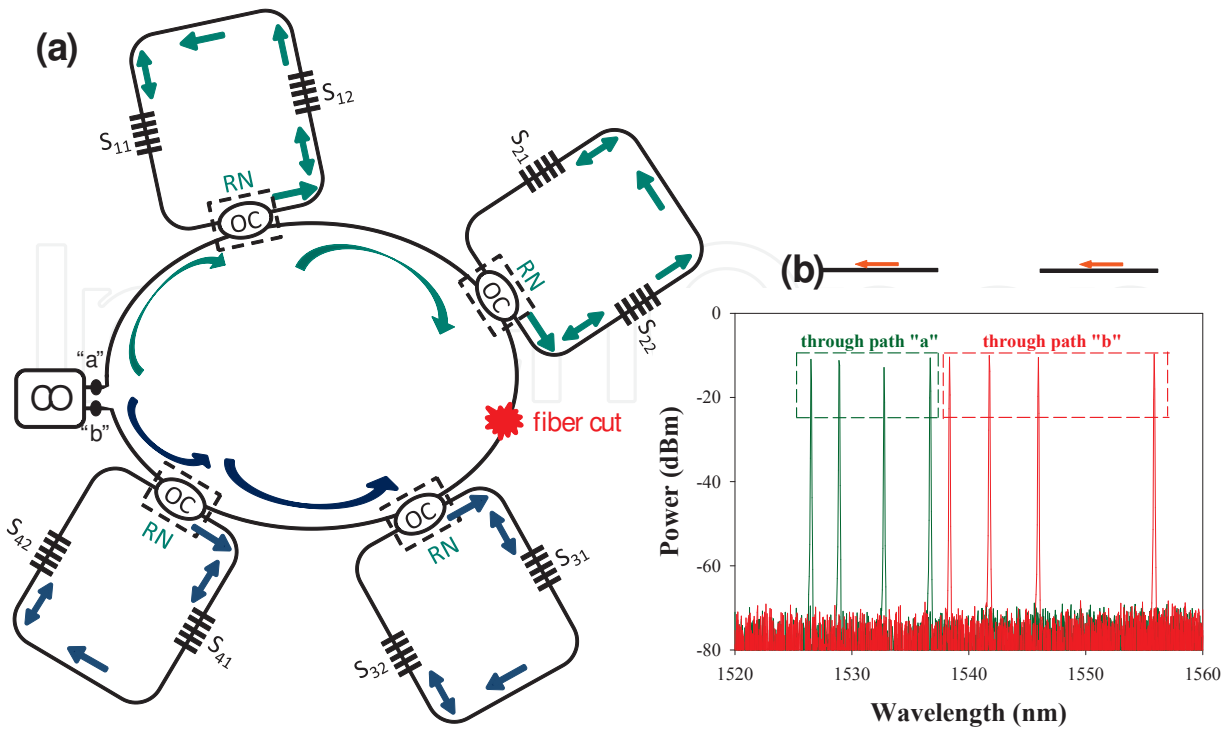 (a)
S₁₁
S₁₂
RN
OC
S₂₁
S₂₂
RN
OC
"a"
"b"
fiber cut
OC
RN
S₄₂
S₄₁
OC
RN
S₃₁
S₃₂
(b)
through path "a"
through path "b"
Power (dBm)
0
-20
-40
-60
-80
1520 1530 1540 1550 1560
Wavelength (nm)